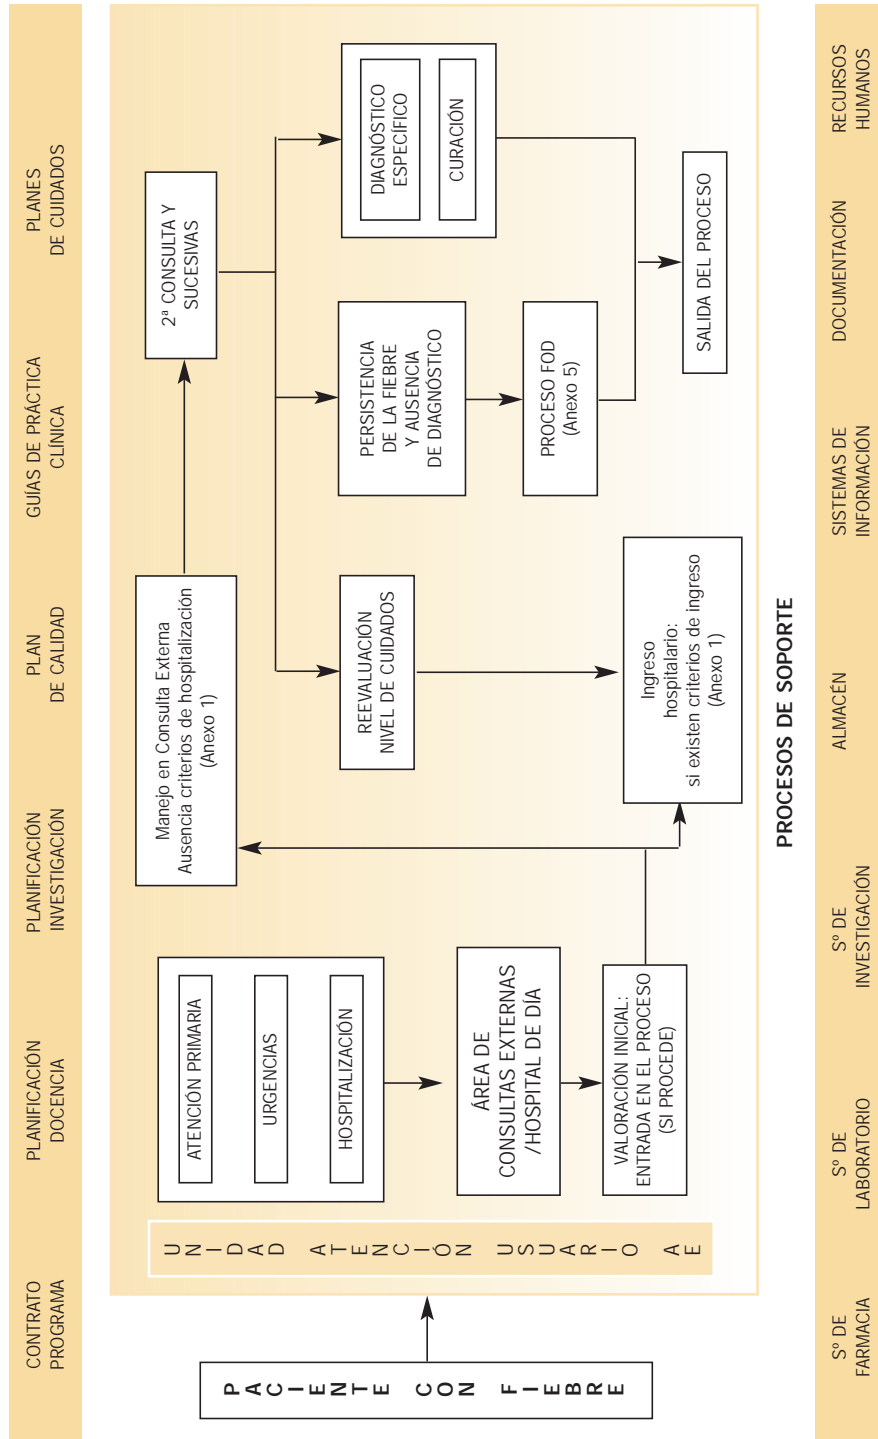 CONTRATO
PROGRAMA
PLANIFICACIÓN
DOCENCIA
PLANIFICACIÓN
INVESTIGACIÓN
PLAN
DE CALIDAD
GUÍAS DE PRÁCTICA
CLÍNICA
PLANES
DE CUIDADOS
PACIENTE CON FIEBRE
UNIDAD ATENCIÓN USUARIO AE
ATENCIÓN PRIMARIA
URGENCIAS
HOSPITALIZACIÓN
ÁREA DE
CONSULTAS EXTERNAS
/HOSPITAL DE DÍA
VALORACIÓN INICIAL:
ENTRADA EN EL PROCESO
(SI PROCEDE)
Manejo en Consulta Externa
Ausencia criterios de hospitalización
(Anexo 1)
2ª CONSULTA Y
SUCESIVAS
REEVALUACIÓN
NIVEL DE CUIDADOS
Ingreso
hospitalario:
si existen criterios de ingreso
(Anexo 1)
PERSISTENCIA
DE LA FIEBRE
Y AUSENCIA
DE DIAGNÓSTICO
PROCESO FOD
(Anexo 5)
DIAGNÓSTICO
ESPECÍFICO
CURACIÓN
SALIDA DEL PROCESO
PROCESOS DE SOPORTE
Sº DE
FARMACIA
Sº DE
LABORATORIO
Sº DE
INVESTIGACIÓN
ALMACÉN
SISTEMAS DE
INFORMACIÓN
DOCUMENTACIÓN
RECURSOS
HUMANOS